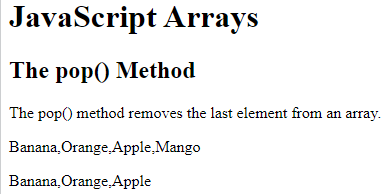 JavaScript Arrays
The pop() Method
The pop() method removes the last element from an array.
Banana,Orange,Apple,Mango
Banana,Orange,Apple